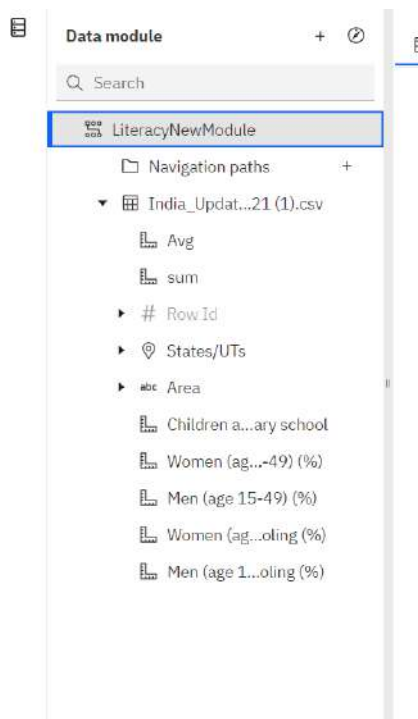 Data module
Search
LiteracyNewModule
Navigation paths
India_Updat...21 (1).csv
Avg
sum
# Row Id
States/UTs
abc Area
Children a...ary school
Women (ag...-49) (%)
Men (age 15-49) (%)
Women (ag...oling (%)
Men (age 1...oling (%)